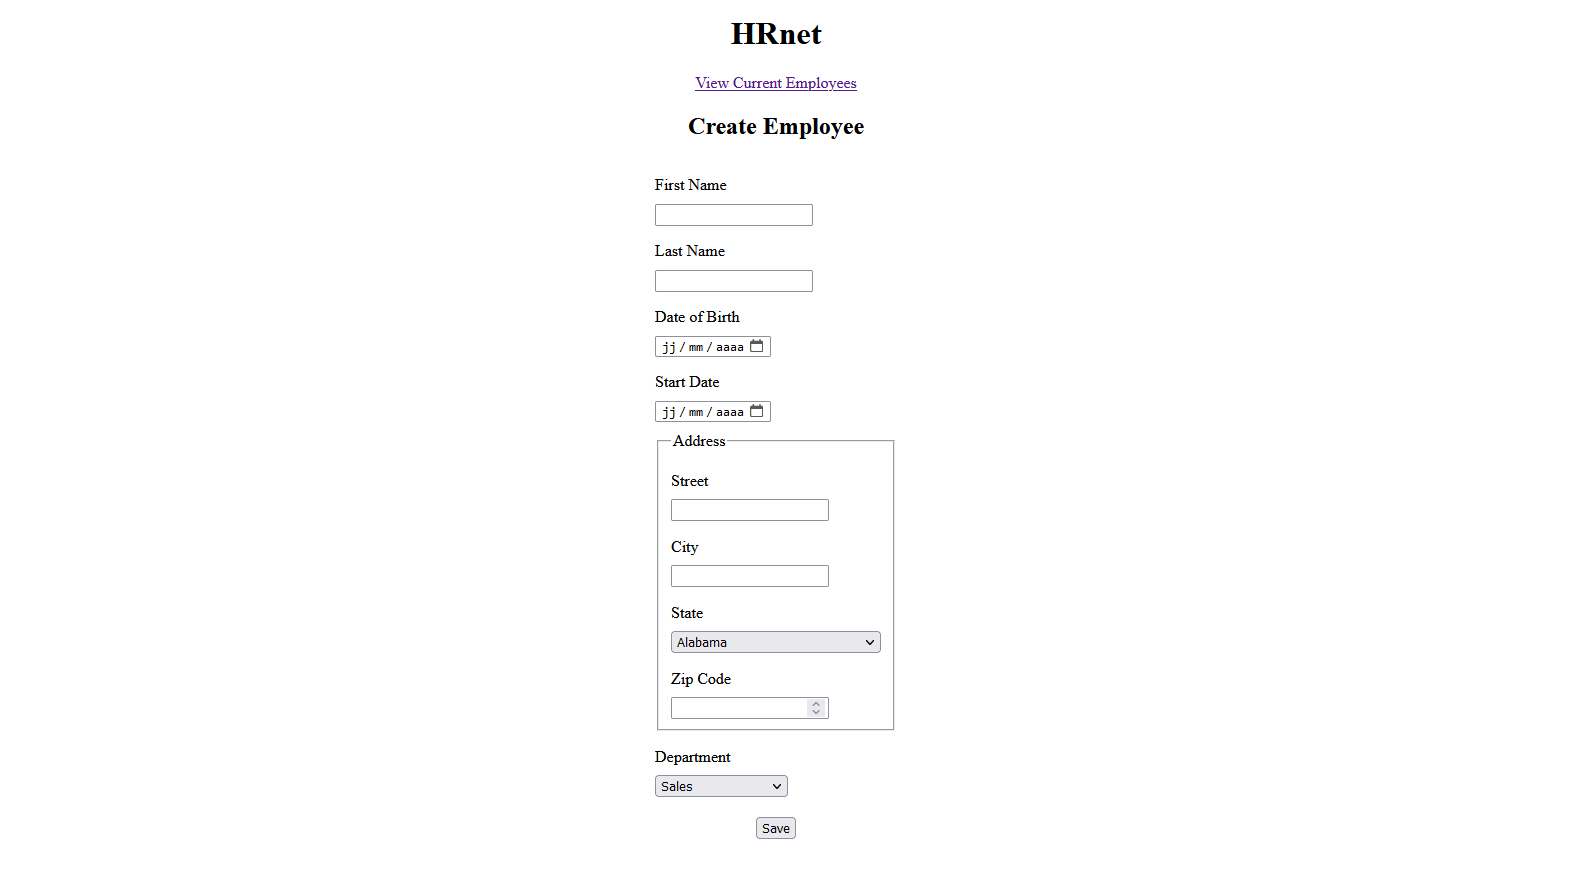 HRnet
View Current Employees
Create Employee
First Name
Last Name
Date of Birth
jj / mm / aaaa
Start Date
jj / mm / aaaa
Address
Street
City
State
Alabama
Zip Code
Department
Sales
Save